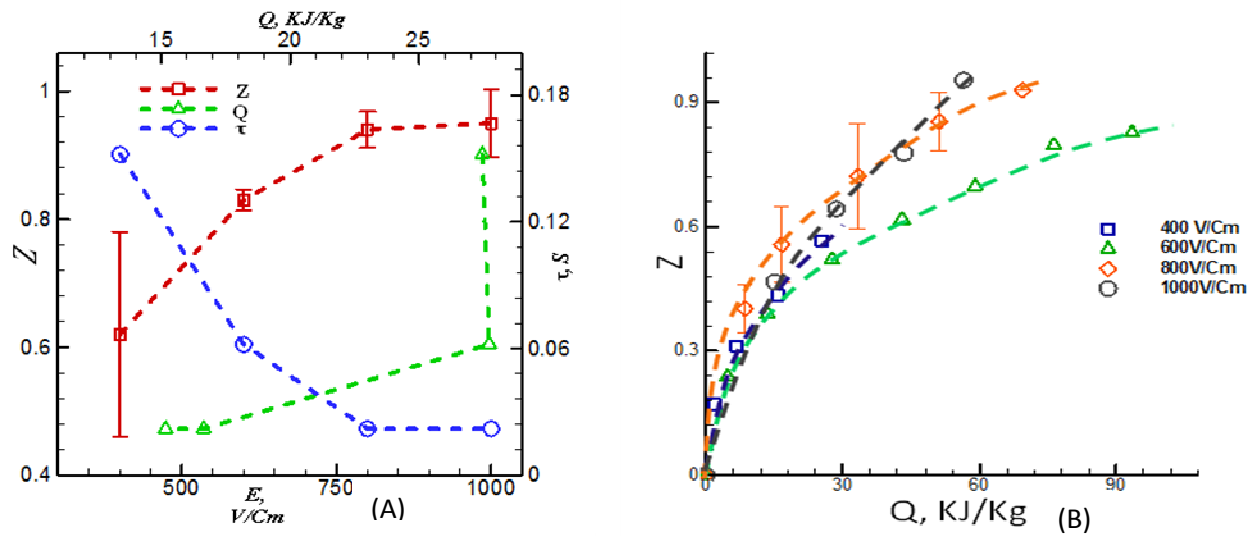 Q, KJ/Kg
15 20 25
1
0.8
0.6
0.4
Z
Z
Q
τ
0.18
0.12
0.06
0
τ, S
500 750 1000
E,
V/Cm
(A)
0.9
0.6
0.3
0
Z
400 V/Cm
600V/Cm
800V/Cm
1000V/Cm
0 30 60 90
Q, KJ/Kg
(B)